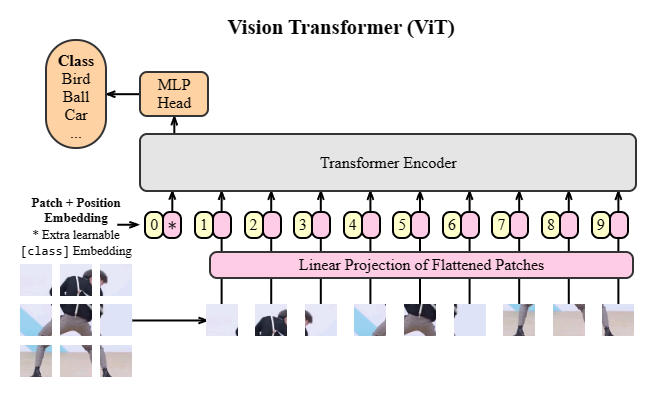 Vision Transformer (ViT)
Class
Bird
Ball
Car
...
MLP
Head
Transformer Encoder
Patch + Position
Embedding
* Extra learnable
[class] Embedding
0 * 1 2 3 4 5 6 7 8 9
Linear Projection of Flattened Patches